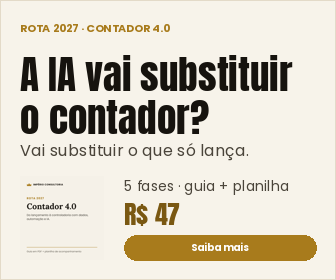 ROTA 2027 · CONTADOR 4.0
A IA vai substituir
o contador?
Vai substituir o que só lança.
5 fases · guia + planilha
R$ 47
Saiba mais
Contador 4.0